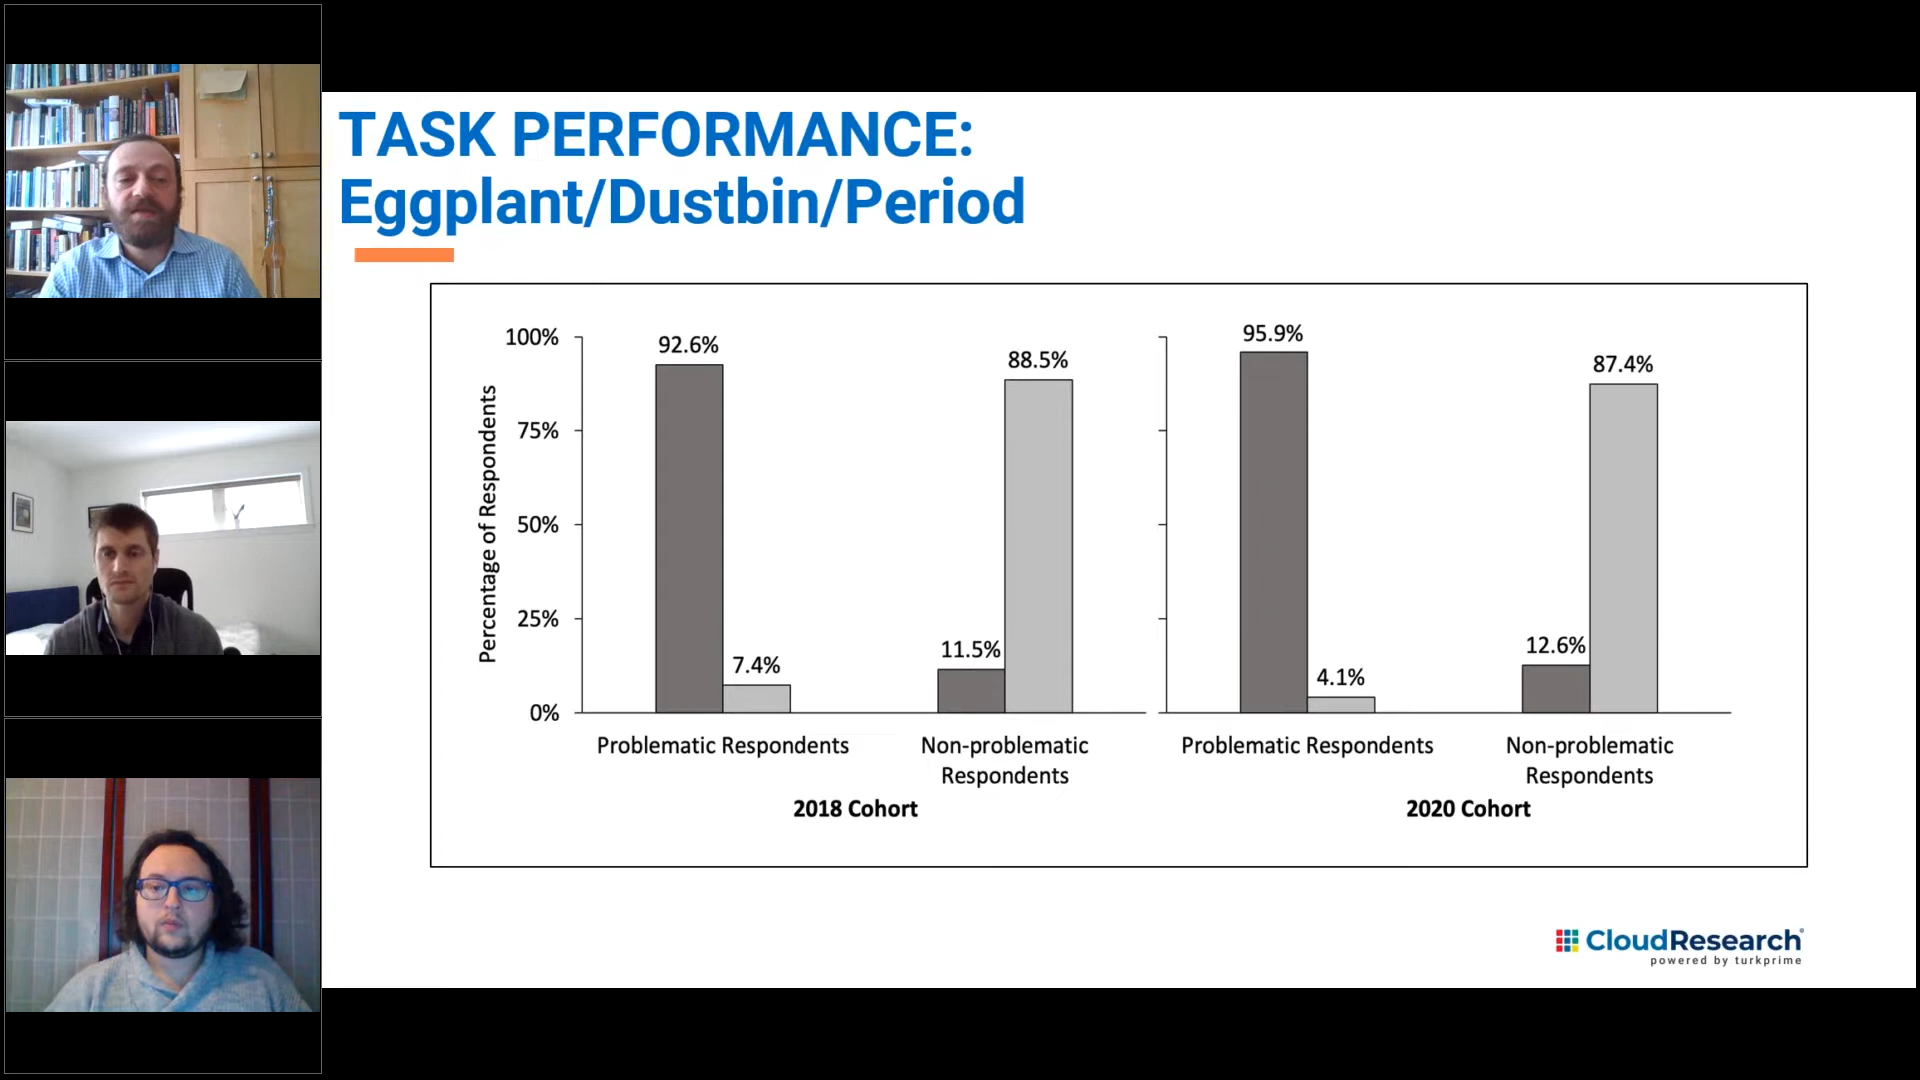 TASK PERFORMANCE:
Eggplant/Dustbin/Period
Percentage of Respondents
100%
75%
50%
25%
0%
92.6%
7.4%
11.5%
88.5%
95.9%
4.1%
12.6%
87.4%
Problematic Respondents
Non-problematic
Respondents
Problematic Respondents
Non-problematic
Respondents
2018 Cohort
2020 Cohort
CloudResearch
powered by turkprime